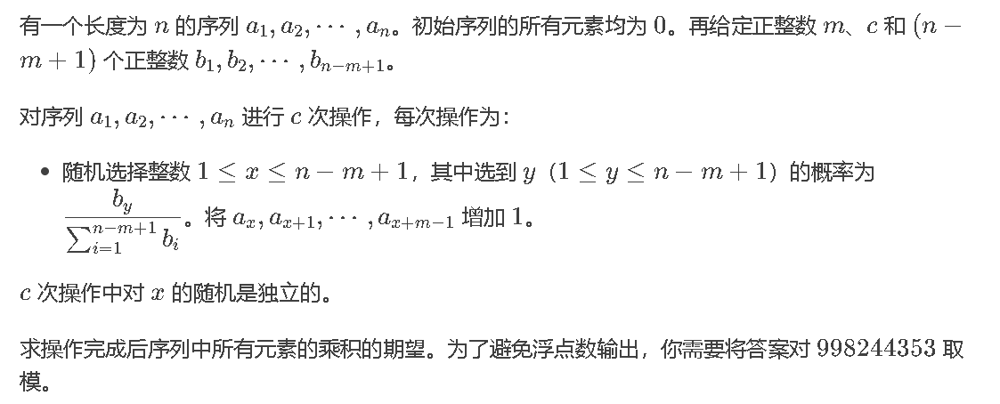 有一个长度为 $n$ 的序列 $a_1, a_2, \cdots, a_n$。初始序列的所有元素均为 $0$。再给定正整数 $m$、$c$ 和 $(n-$
$m+1)$ 个正整数 $b_1, b_2, \cdots, b_{n-m+1}$。
对序列 $a_1, a_2, \cdots, a_n$ 进行 $c$ 次操作，每次操作为：
• 随机选择整数 $1 \leq x \leq n-m+1$，其中选到 $y$（$1 \leq y \leq n-m+1$）的概率为
$\dfrac{b_y}{\sum_{i=1}^{n-m+1} b_i}$。将 $a_x, a_{x+1}, \cdots, a_{x+m-1}$ 增加 $1$。
$c$ 次操作中对 $x$ 的随机是独立的。
求操作完成后序列中所有元素的乘积的期望。为了避免浮点数输出，你需要将答案对 $998244353$ 取
模。